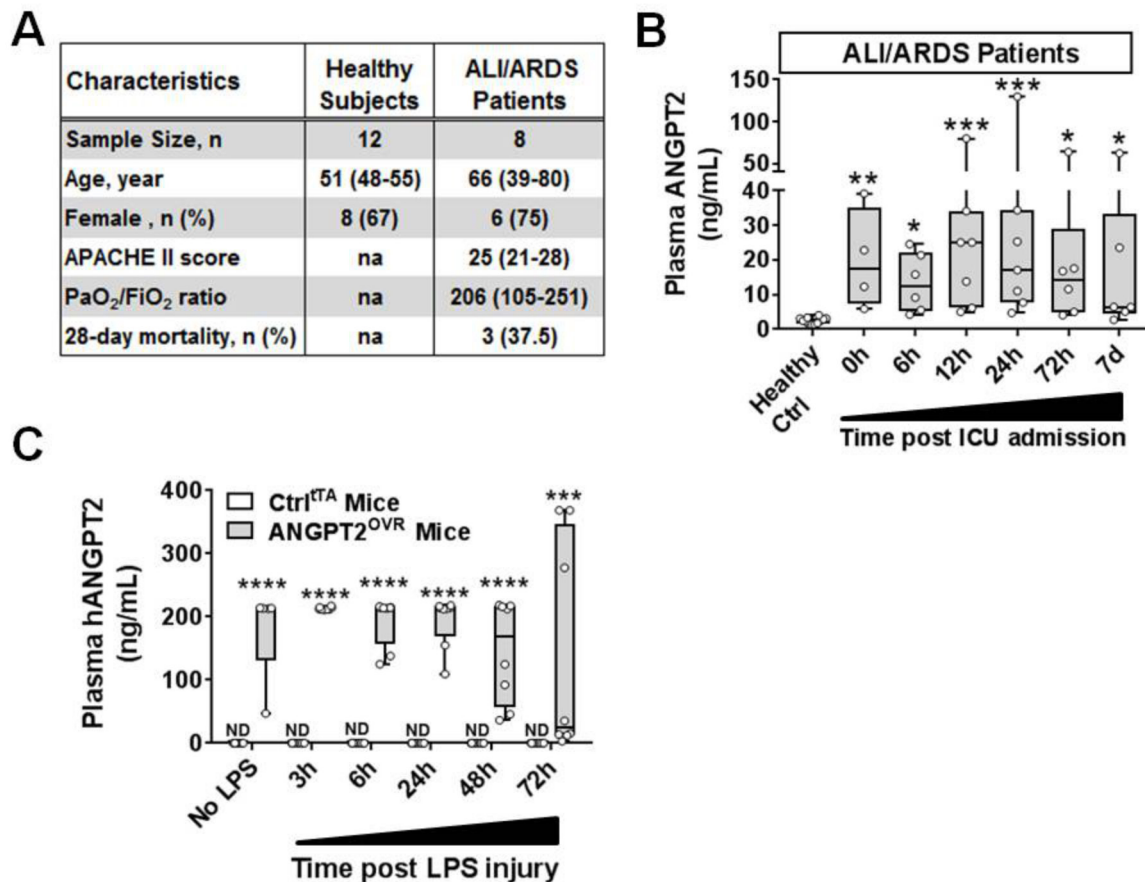 A
Characteristics Healthy Subjects ALI/ARDS Patients
Sample Size, n 12 8
Age, year 51 (48-55) 66 (39-80)
Female , n (%) 8 (67) 6 (75)
APACHE II score na 25 (21-28)
PaO₂/FiO₂ ratio na 206 (105-251)
28-day mortality, n (%) na 3 (37.5)
B
ALI/ARDS Patients
Plasma ANGPT2
(ng/mL)
150
100
50
40
30
20
10
0
** * *** *** * *
Healthy Ctrl 0h 6h 12h 24h 72h 7d
Time post ICU admission
C
Plasma hANGPT2
(ng/mL)
400
300
200
100
0
Ctrlᵗᵀᴬ Mice
ANGPT2ᴼⱽᴿ Mice
**** **** **** **** **** ***
ND ND ND ND ND ND
No LPS 3h 6h 24h 48h 72h
Time post LPS injury